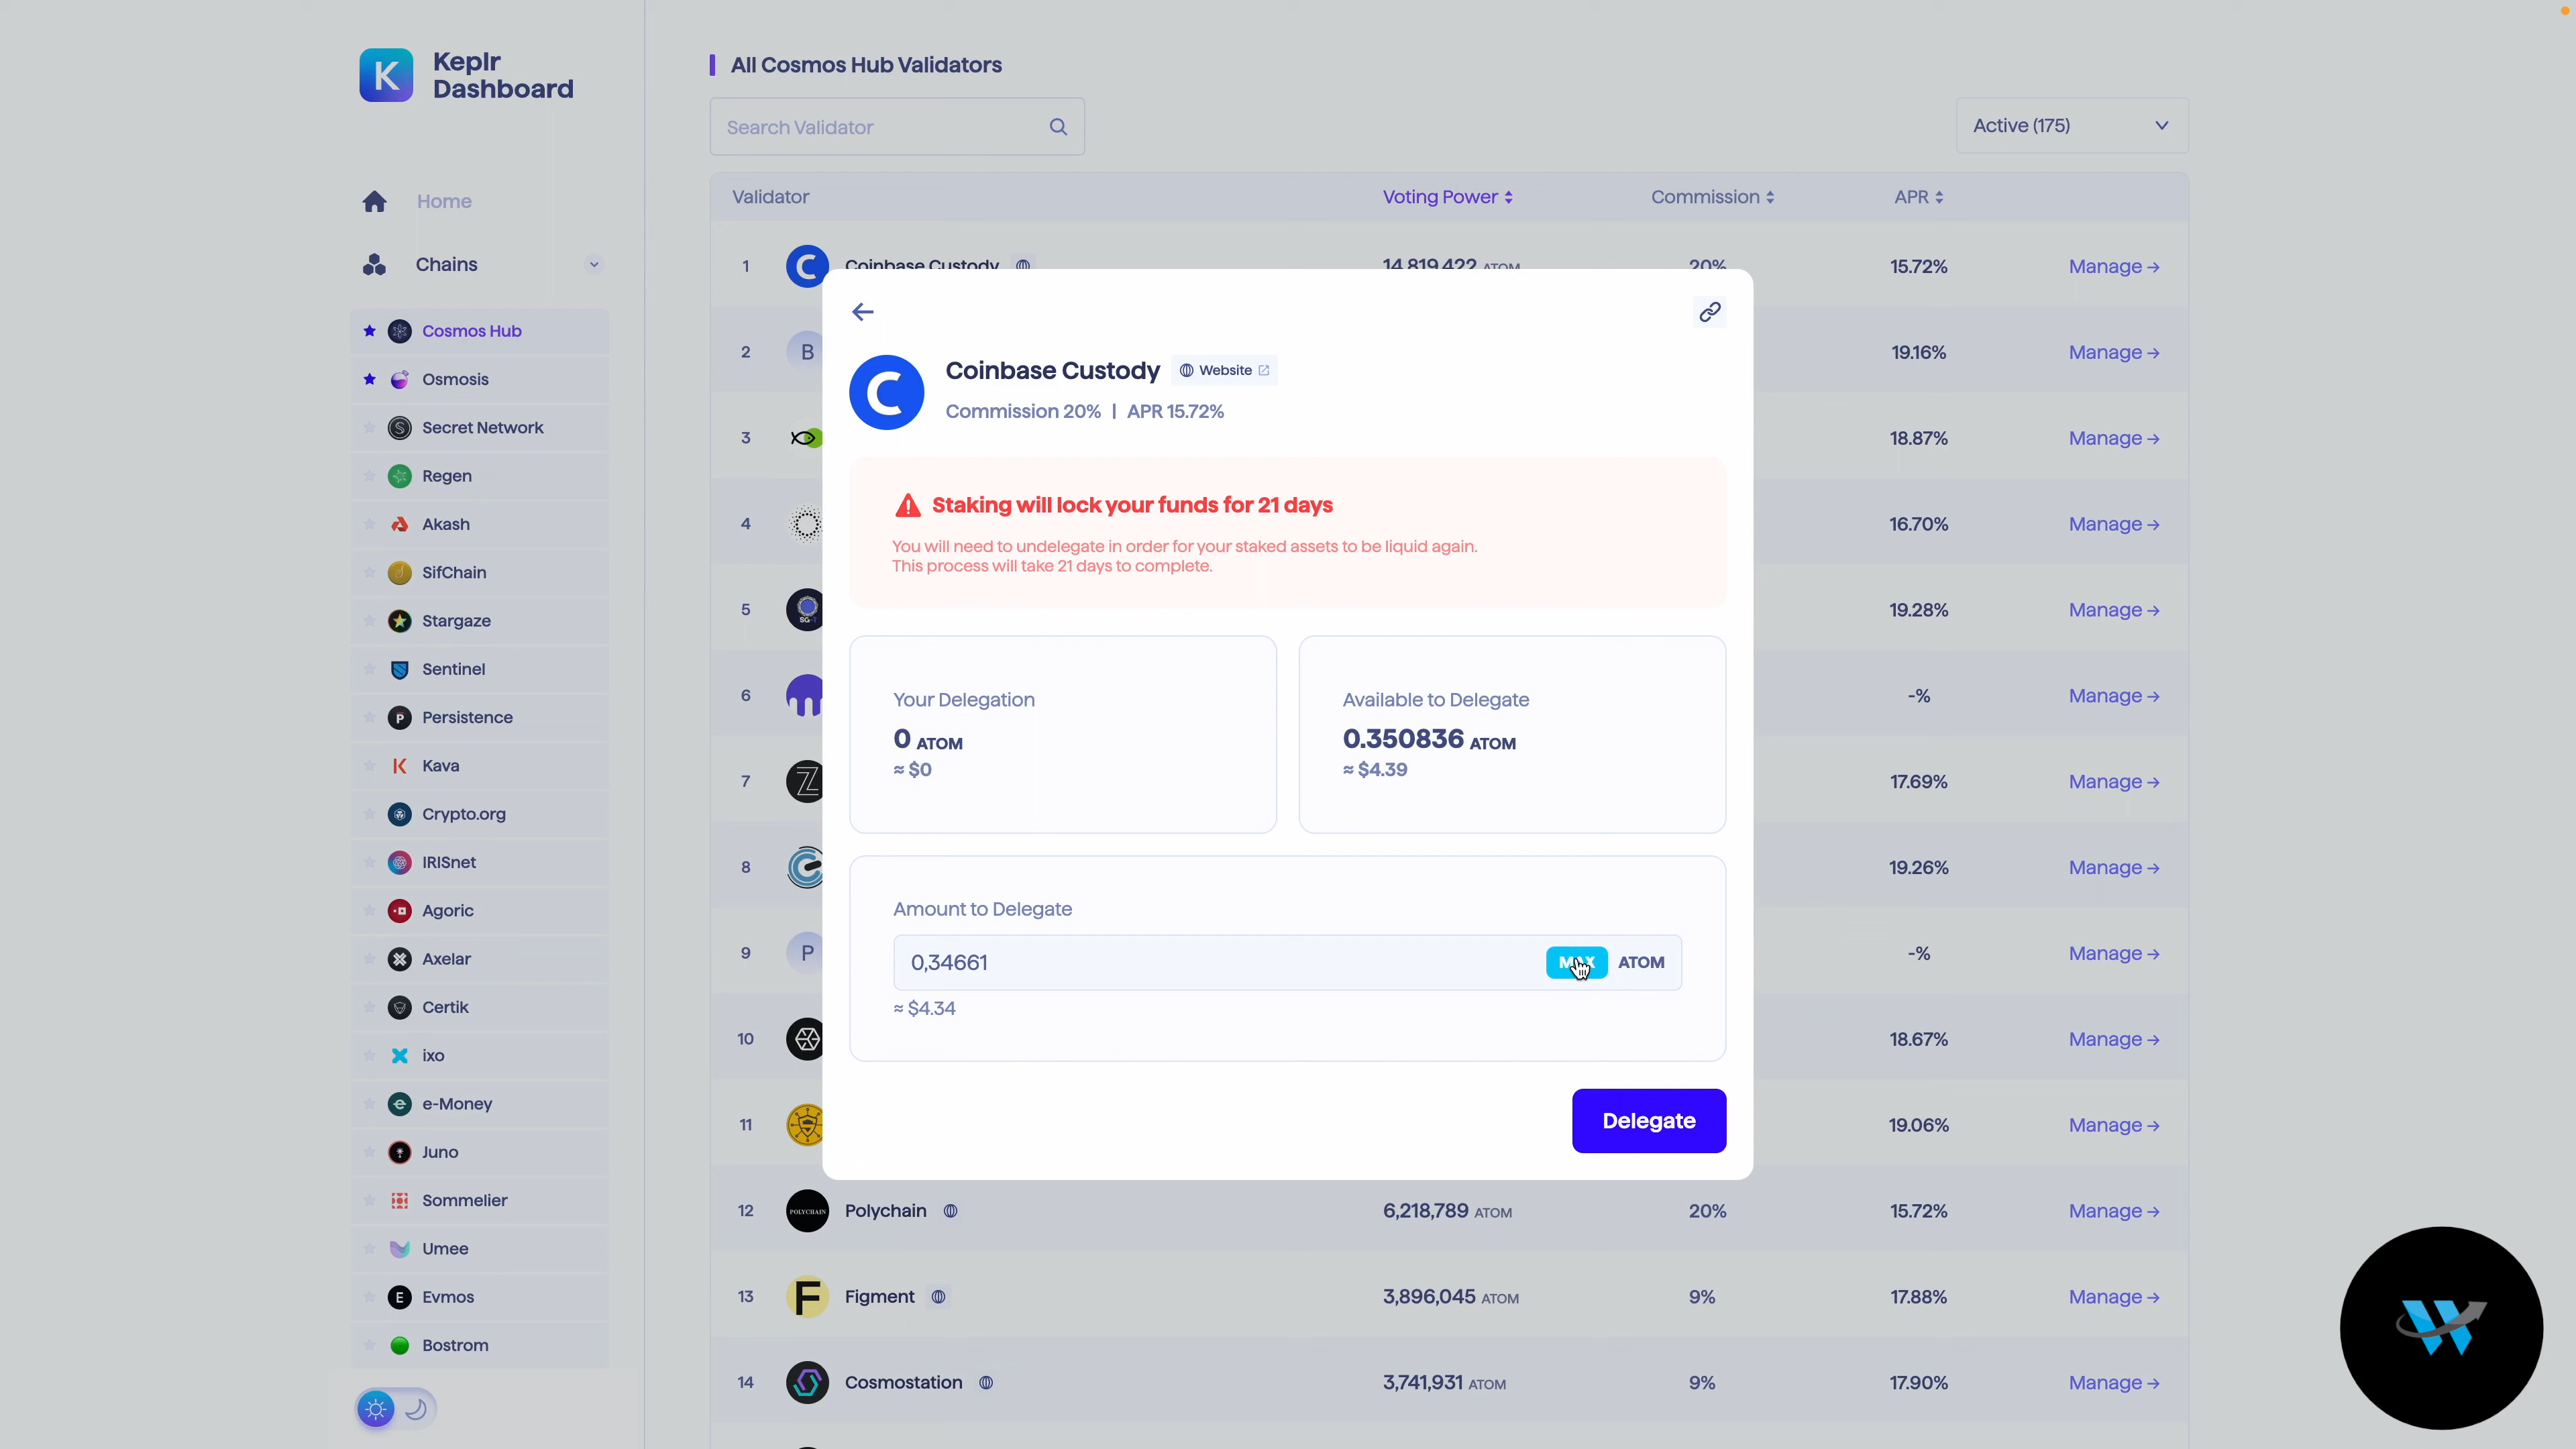 Keplr
Dashboard
Home
Chains
Cosmos Hub
Osmosis
Secret Network
Regen
Akash
SifChain
Stargaze
Sentinel
Persistence
Kava
Crypto.org
IRISnet
Agoric
Axelar
Certik
ixo
e-Money
Juno
Sommelier
Umee
Evmos
Bostrom
All Cosmos Hub Validators
Search Validator
Active (175)
Validator Voting Power Commission APR
1 Coinbase Custody 14,819,422 ATOM 20% 15.72% Manage →
2 B 19.16% Manage →
3 18.87% Manage →
4 16.70% Manage →
5 SG-1 19.28% Manage →
6 -% Manage →
7 17.69% Manage →
8 19.26% Manage →
9 P -% Manage →
10 18.67% Manage →
11 19.06% Manage →
12 POLYCHAIN Polychain 6,218,789 ATOM 20% 15.72% Manage →
13 Figment 3,896,045 ATOM 9% 17.88% Manage →
14 Cosmostation 3,741,931 ATOM 9% 17.90% Manage →
Coinbase Custody Website
Commission 20% | APR 15.72%
Staking will lock your funds for 21 days
You will need to undelegate in order for your staked assets to be liquid again.
This process will take 21 days to complete.
Your Delegation
0 ATOM
≈ $0
Available to Delegate
0.350836 ATOM
≈ $4.39
Amount to Delegate
0,34661 MAX ATOM
≈ $4.34
Delegate